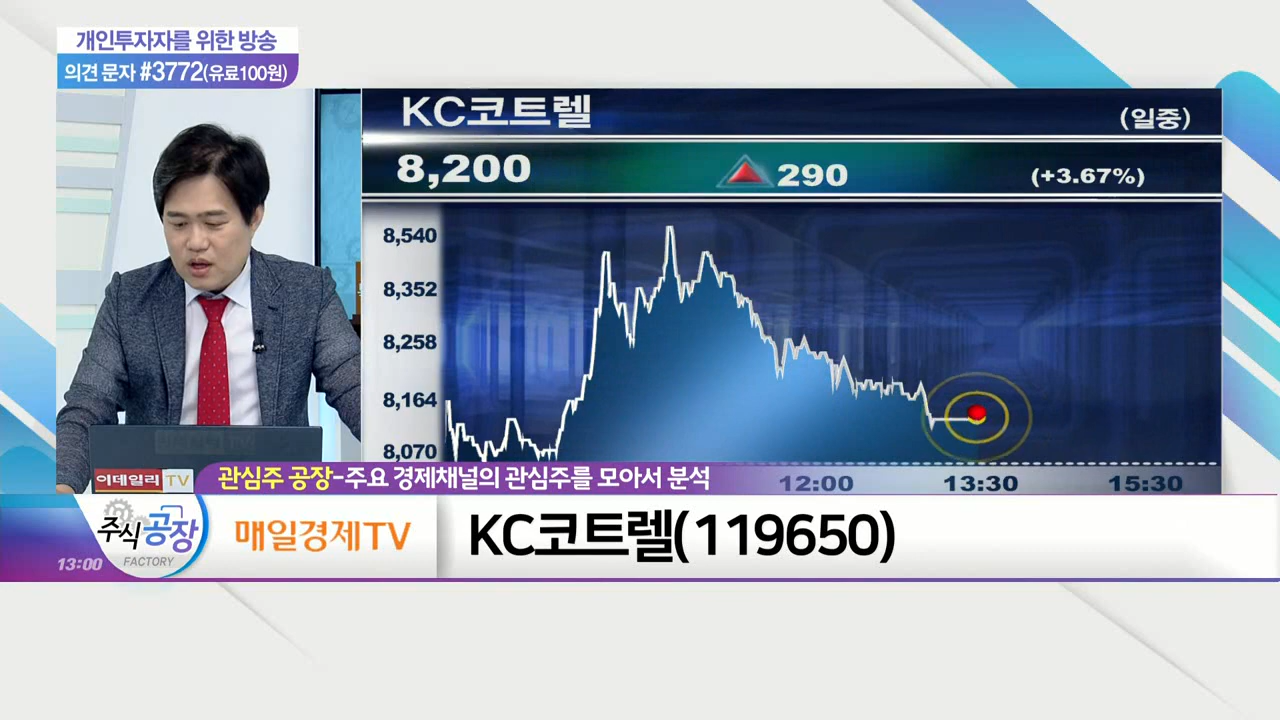 개인투자자를 위한 방송
의견 문자 #3772(유료100원)
KC코트렐
(일중)
8,200
290
(+3.67%)
8,540
8,352
8,258
8,164
8,070
12:00
13:30
15:30
이데일리TV
관심주 공장-주요 경제채널의 관심주를 모아서 분석
주식공장
FACTORY
13:00
매일경제TV
KC코트렐(119650)